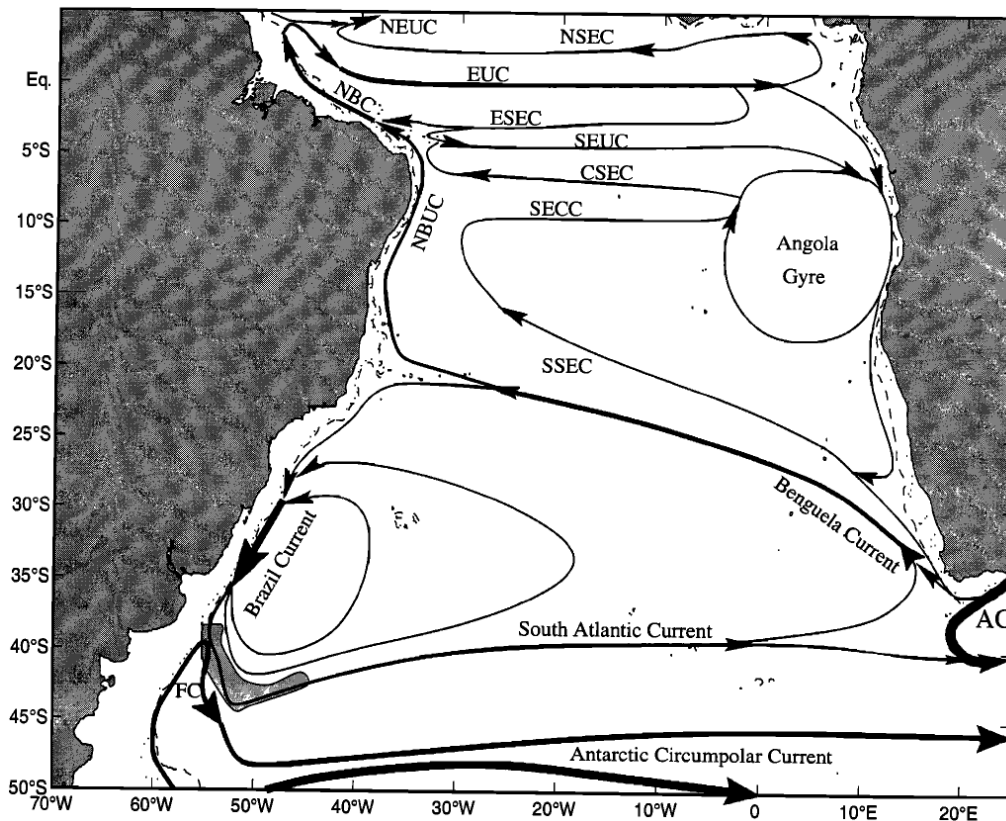 NEUC
NSEC
Eq.
EUC
NBC
ESEC
5°S
SEUC
CSEC
10°S
SECC
NBUC
Angola
Gyre
15°S
20°S
SSEC
25°S
30°S
Benguela Current
Brazil Current
35°S
AC
South Atlantic Current
40°S
FC
45°S
Antarctic Circumpolar Current
50°S
70°W 60°W 50°W 40°W 30°W 20°W 10°W 0 10°E 20°E